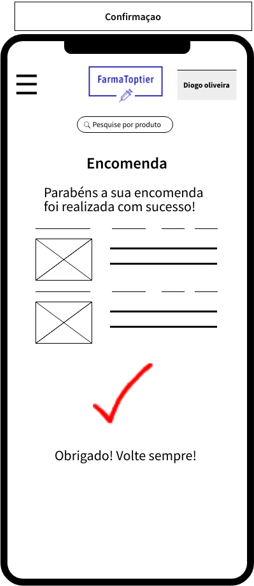 Confirmaçao
FarmaToptier
Diogo oliveira
Pesquise por produto
Encomenda
Parabéns a sua encomenda
foi realizada com sucesso!
Obrigado! Volte sempre!